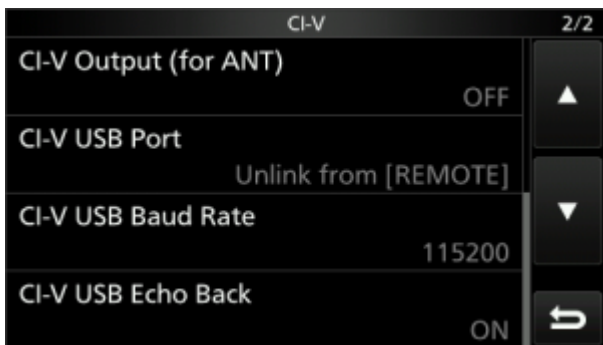 CI-V 2/2
CI-V Output (for ANT)
OFF
CI-V USB Port
Unlink from [REMOTE]
CI-V USB Baud Rate
115200
CI-V USB Echo Back
ON